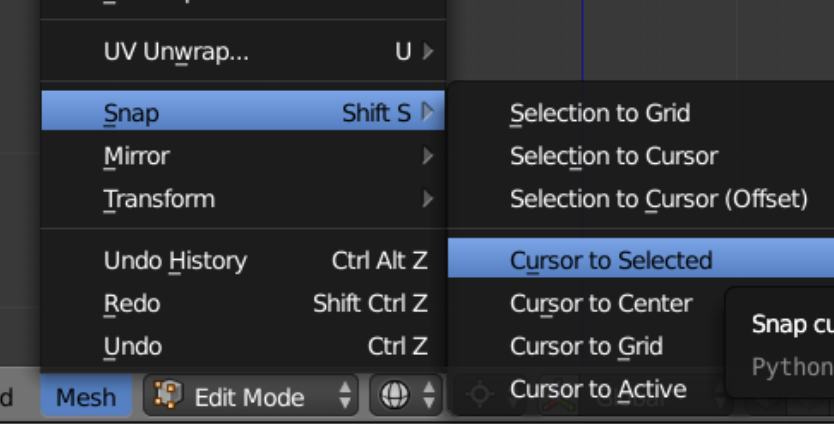 UV Unwrap... U
Snap Shift S
Mirror
Transform
Undo History Ctrl Alt Z
Redo Shift Ctrl Z
Undo Ctrl Z
Selection to Grid
Selection to Cursor
Selection to Cursor (Offset)
Cursor to Selected
Cursor to Center
Cursor to Grid
Cursor to Active
Snap cu
Python
d Mesh Edit Mode